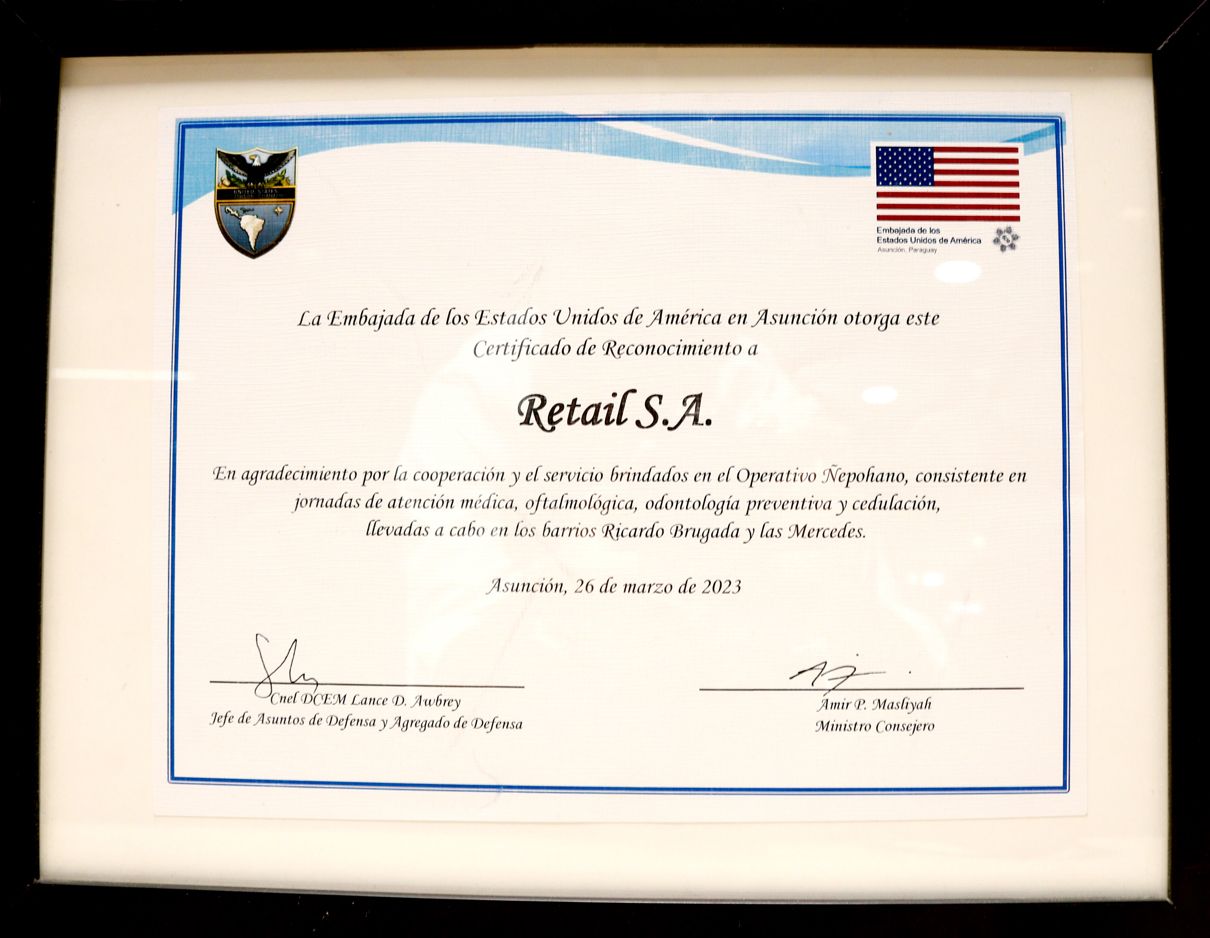 UNITED STATES
Embajada de los
Estados Unidos de América
Asunción, Paraguay
La Embajada de los Estados Unidos de América en Asunción otorga este
Certificado de Reconocimiento a
Retail S.A.
En agradecimiento por la cooperación y el servicio brindados en el Operativo Ñepohano, consistente en
jornadas de atención médica, oftalmológica, odontología preventiva y cedulación,
llevadas a cabo en los barrios Ricardo Brugada y las Mercedes.
Asunción, 26 de marzo de 2023
Cnel DCEM Lance D. Awbrey
Jefe de Asuntos de Defensa y Agregado de Defensa
Amir P. Masliyah
Ministro Consejero